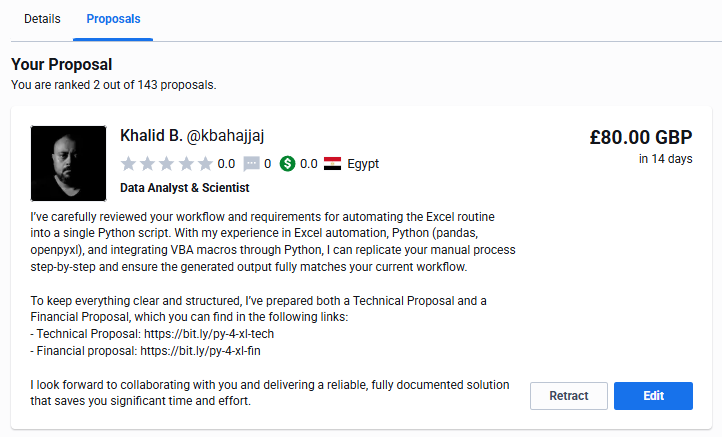 Details Proposals
Your Proposal
You are ranked 2 out of 143 proposals.
Khalid B. @kbahajjaj
£80.00 GBP
0.0 0 $ 0.0 Egypt
in 14 days
Data Analyst & Scientist
I've carefully reviewed your workflow and requirements for automating the Excel routine
into a single Python script. With my experience in Excel automation, Python (pandas,
openpyxl), and integrating VBA macros through Python, I can replicate your manual process
step-by-step and ensure the generated output fully matches your current workflow.
To keep everything clear and structured, I've prepared both a Technical Proposal and a
Financial Proposal, which you can find in the following links:
- Technical Proposal: https://bit.ly/py-4-xl-tech
- Financial proposal: https://bit.ly/py-4-xl-fin
I look forward to collaborating with you and delivering a reliable, fully documented solution
that saves you significant time and effort.
Retract Edit